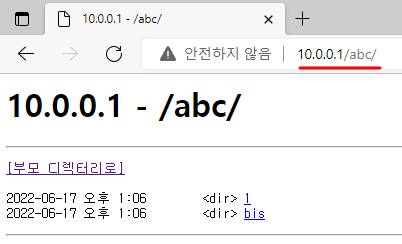 10.0.0.1 - /abc/
안전하지 않음 | 10.0.0.1/abc/
10.0.0.1 - /abc/
[부모 디렉터리로]
2022-06-17 오후 1:06 <dir> 1
2022-06-17 오후 1:06 <dir> bis